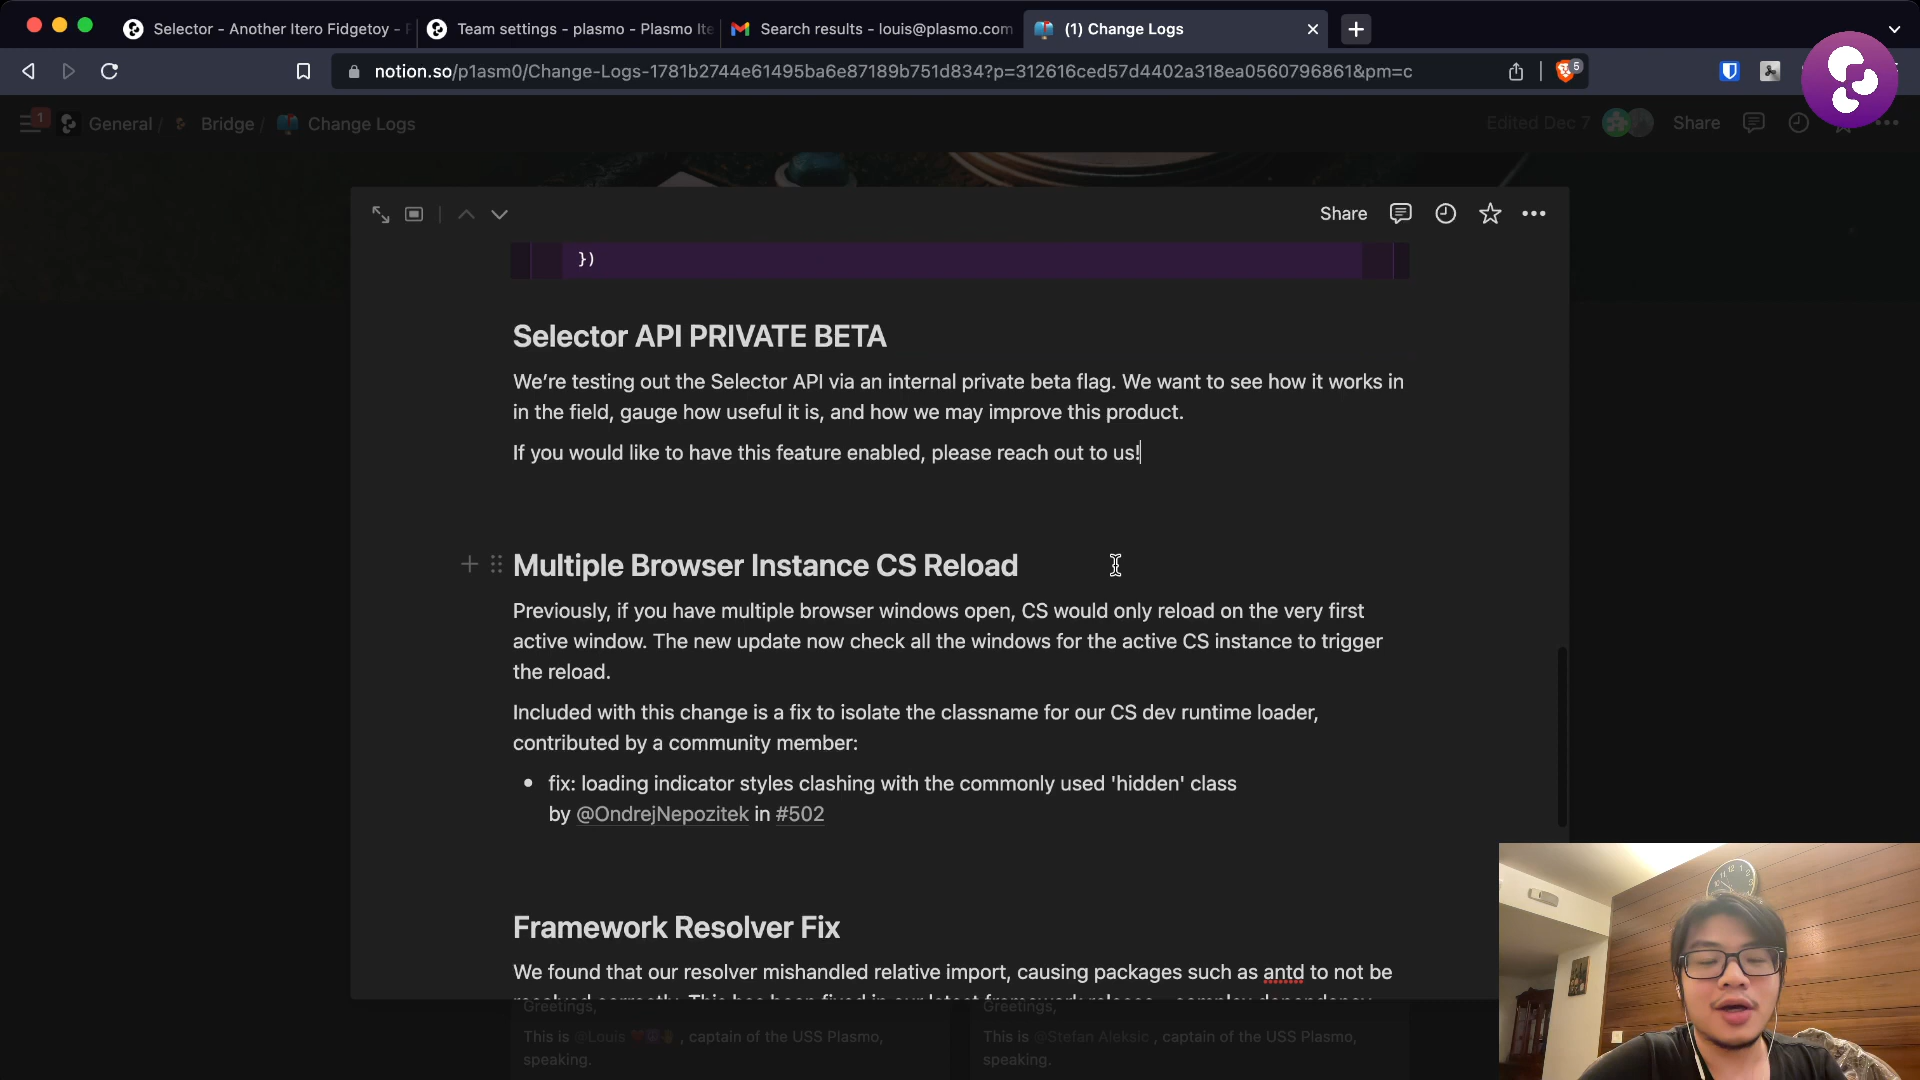 Selector - Another Itero Fidgetoy -
Team settings - plasmo - Plasmo Ite
Search results - louis@plasmo.com
(1) Change Logs
notion.so/p1asm0/Change-Logs-1781b2744e61495ba6e87189b751d834?p=312616ced57d4402a318ea0560796861&pm=c
5
1
General / Bridge / Change Logs
Edited Dec 7
Share
Share
})
Selector API PRIVATE BETA
We’re testing out the Selector API via an internal private beta flag. We want to see how it works in
in the field, gauge how useful it is, and how we may improve this product.
If you would like to have this feature enabled, please reach out to us!
Multiple Browser Instance CS Reload
Previously, if you have multiple browser windows open, CS would only reload on the very first
active window. The new update now check all the windows for the active CS instance to trigger
the reload.
Included with this change is a fix to isolate the classname for our CS dev runtime loader,
contributed by a community member:
• fix: loading indicator styles clashing with the commonly used 'hidden' class
by @OndrejNepozitek in #502
Framework Resolver Fix
We found that our resolver mishandled relative import, causing packages such as antd to not be
Greetings,
This is @Louis , captain of the USS Plasmo,
speaking.
Greetings,
This is @Stefan Aleksic , captain of the USS Plasmo,
speaking.